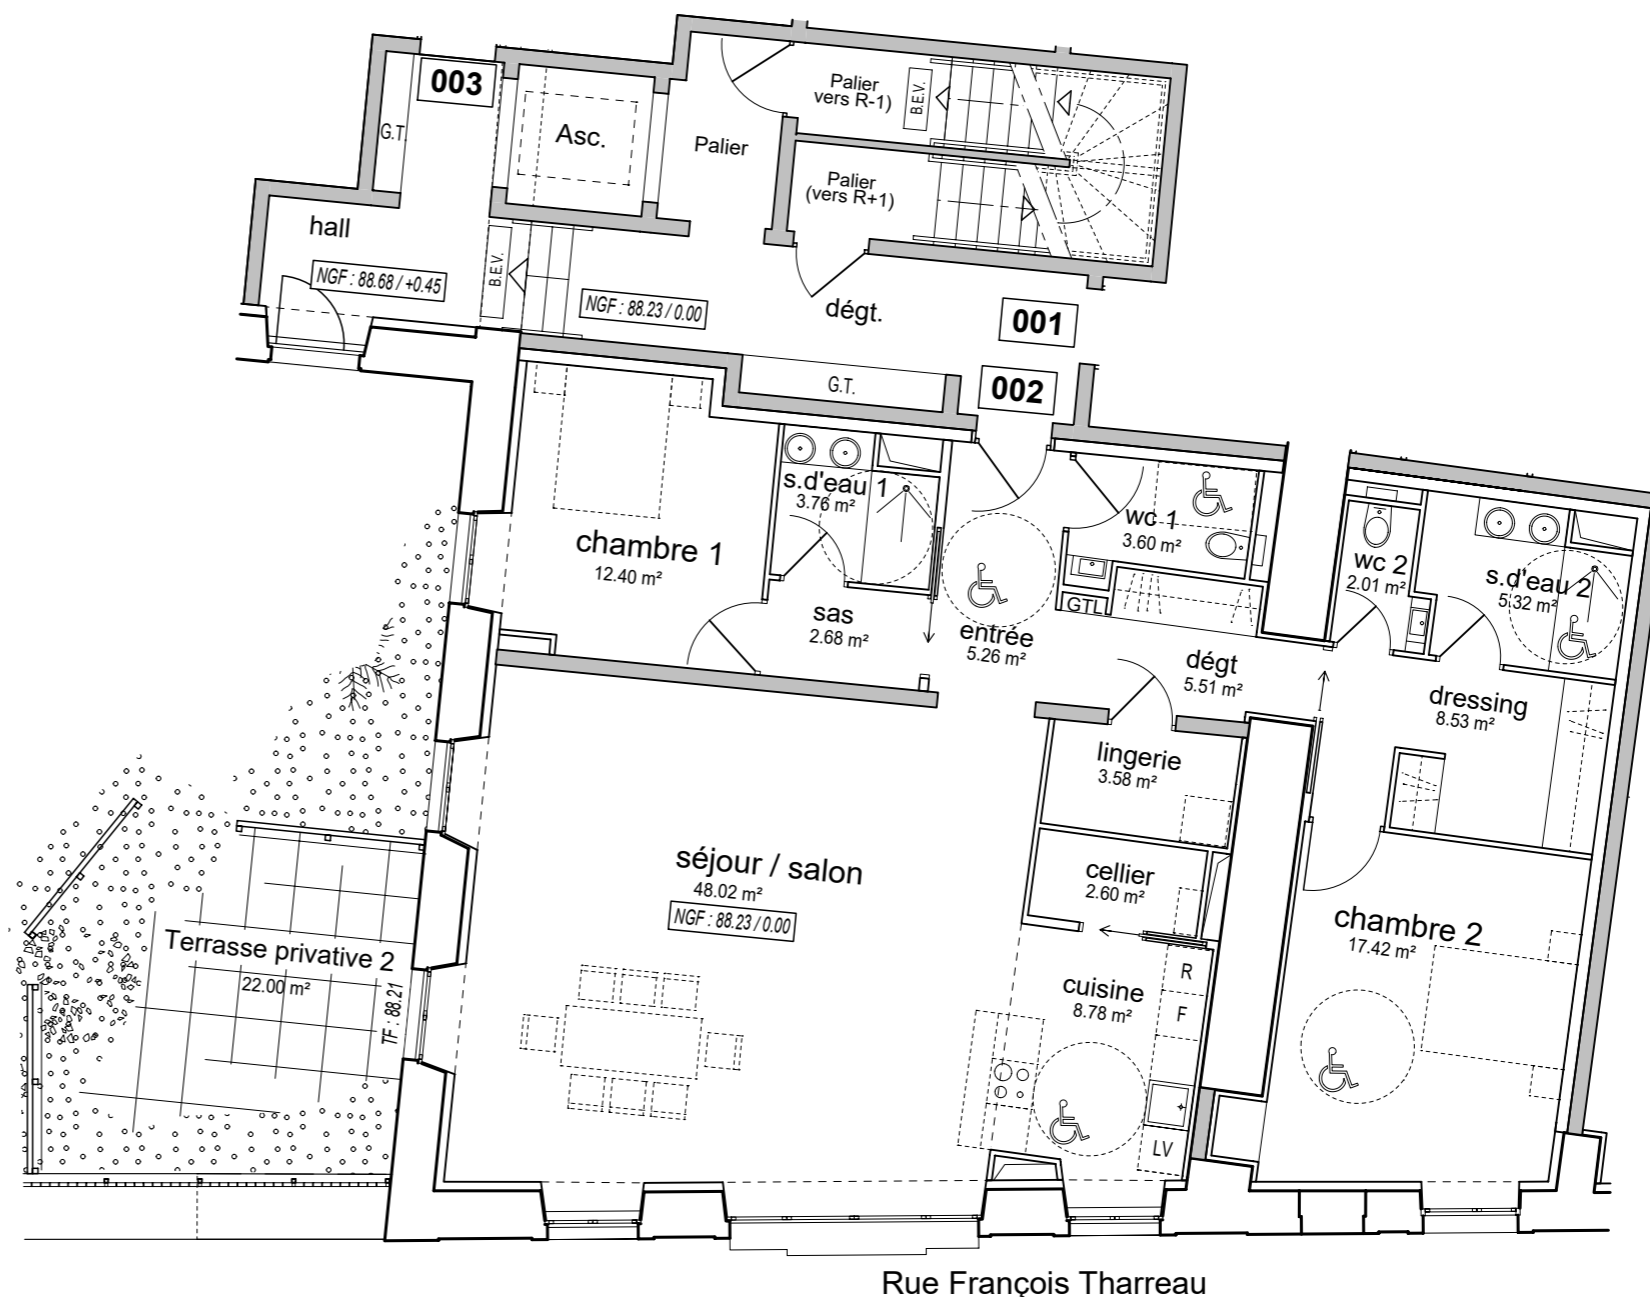 003
G.T.
Asc.
Palier
Palier
vers R-1)
B.E.V.
Palier
(vers R+1)
hall
NGF : 88.68 / +0.45
B.E.V.
NGF : 88.23 / 0.00
dégt.
001
G.T.
002
s.d'eau 1
3.76 m²
chambre 1
12.40 m²
wc 1
3.60 m²
wc 2
2.01 m²
s.d'eau 2
5.32 m²
GTL
sas
2.68 m²
entrée
5.26 m²
dégt
5.51 m²
dressing
8.53 m²
lingerie
3.58 m²
séjour / salon
48.02 m²
NGF : 88.23 / 0.00
cellier
2.60 m²
chambre 2
17.42 m²
Terrasse privative 2
22.00 m²
TF : 88.21
cuisine
8.78 m²
R
F
LV
Rue François Tharreau